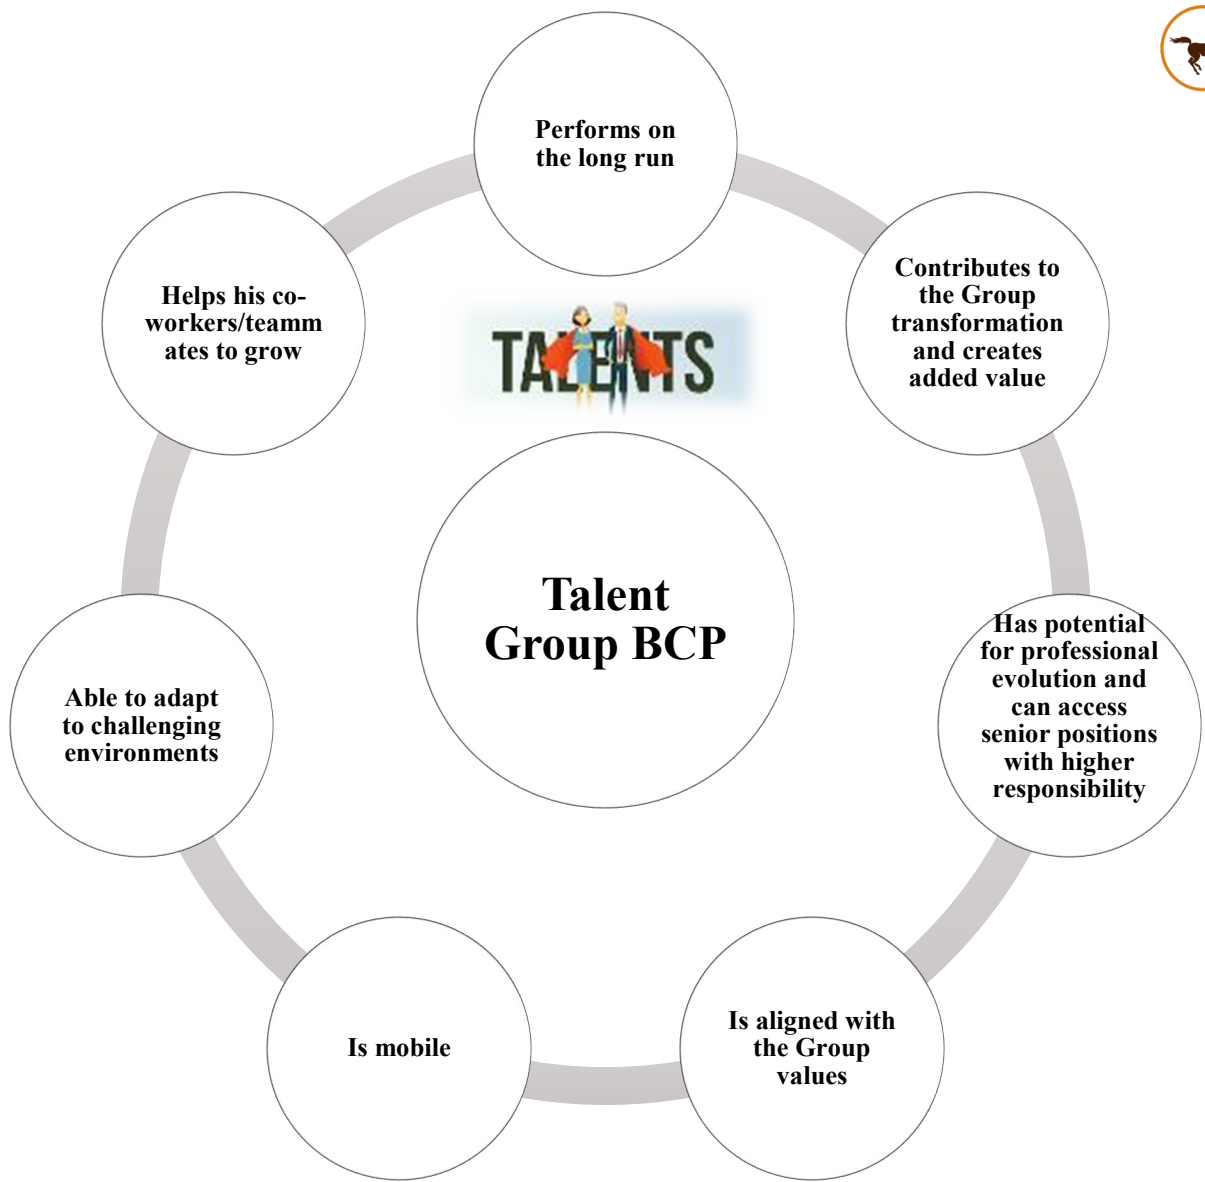 Performs on
the long run
Contributes to
the Group
transformation
and creates
added value
Has potential
for professional
evolution and
can access
senior positions
with higher
responsibility
Is aligned with
the Group
values
Is mobile
Able to adapt
to challenging
environments
Helps his co-
workers/teamm
ates to grow
TALENTS
Talent
Group BCP